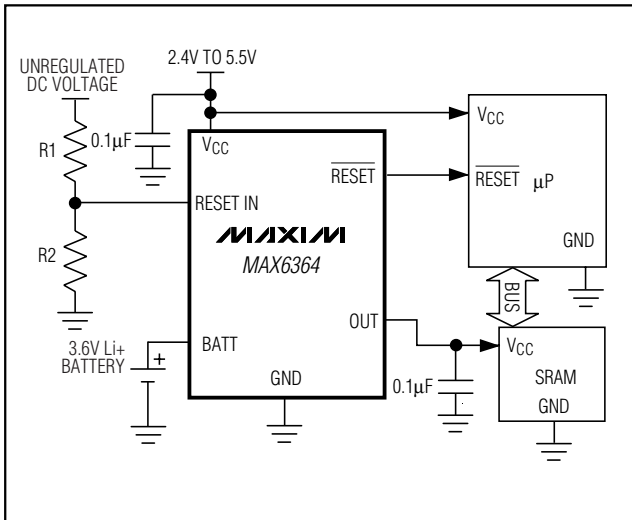 2.4V TO 5.5V
UNREGULATED
DC VOLTAGE
R1
0.1µF
VCC
RESET IN
R2
MAXIM
MAX6364
RESET
OUT
BATT
GND
3.6V Li+
BATTERY
+
VCC
RESET
µP
GND
BUS
0.1µF
VCC
SRAM
GND